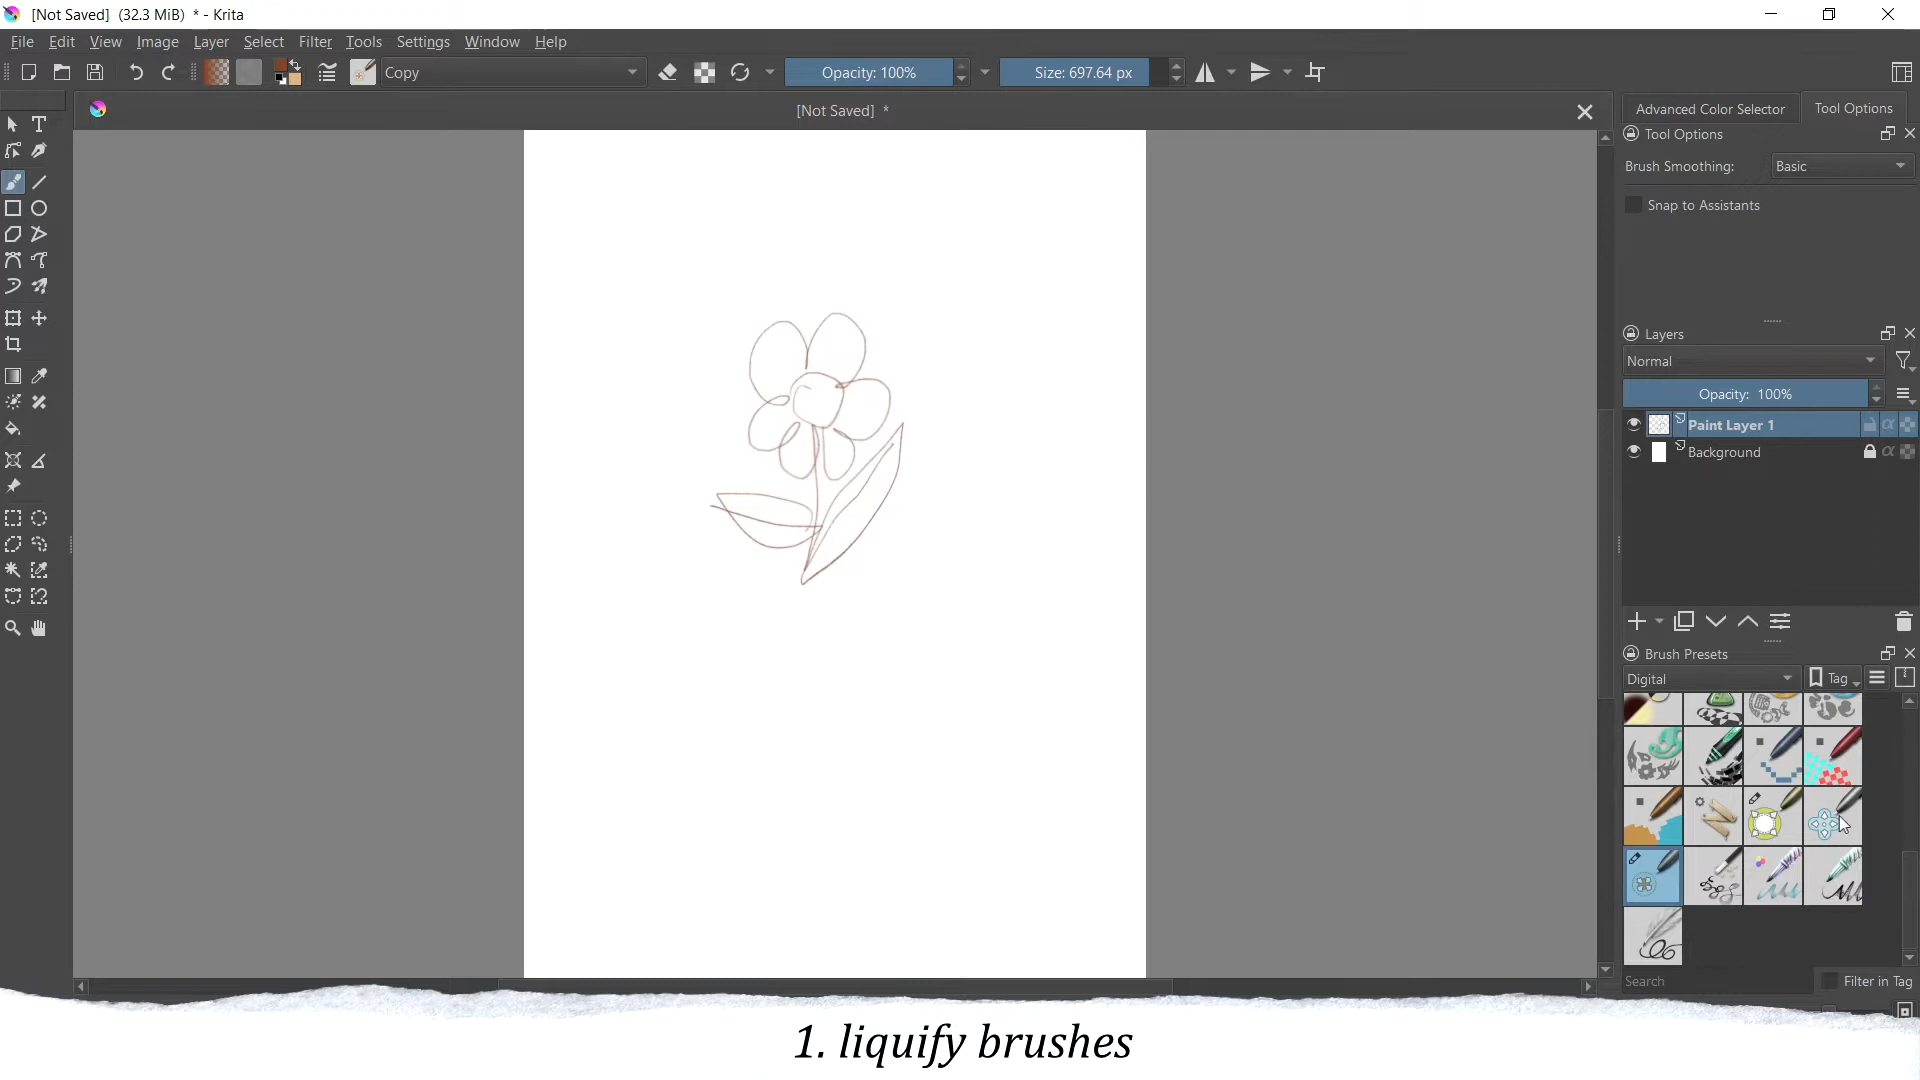 [Not Saved] (32.3 MiB) * - Krita
File Edit View Image Layer Select Filter Tools Settings Window Help
Copy Opacity: 100% Size: 697.64 px
[Not Saved] *
Advanced Color Selector Tool Options
Tool Options
Brush Smoothing: Basic
Snap to Assistants
Layers
Normal
Opacity: 100%
Paint Layer 1
Background
Brush Presets
Digital Tag
Search Filter in Tag
1. liquify brushes